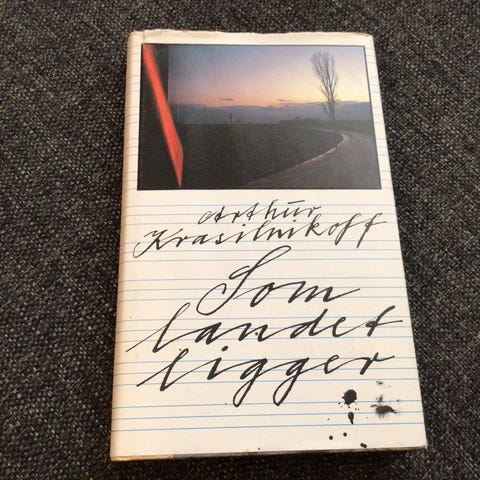 Arthur
Krasilnikoff
Som
landet
ligger